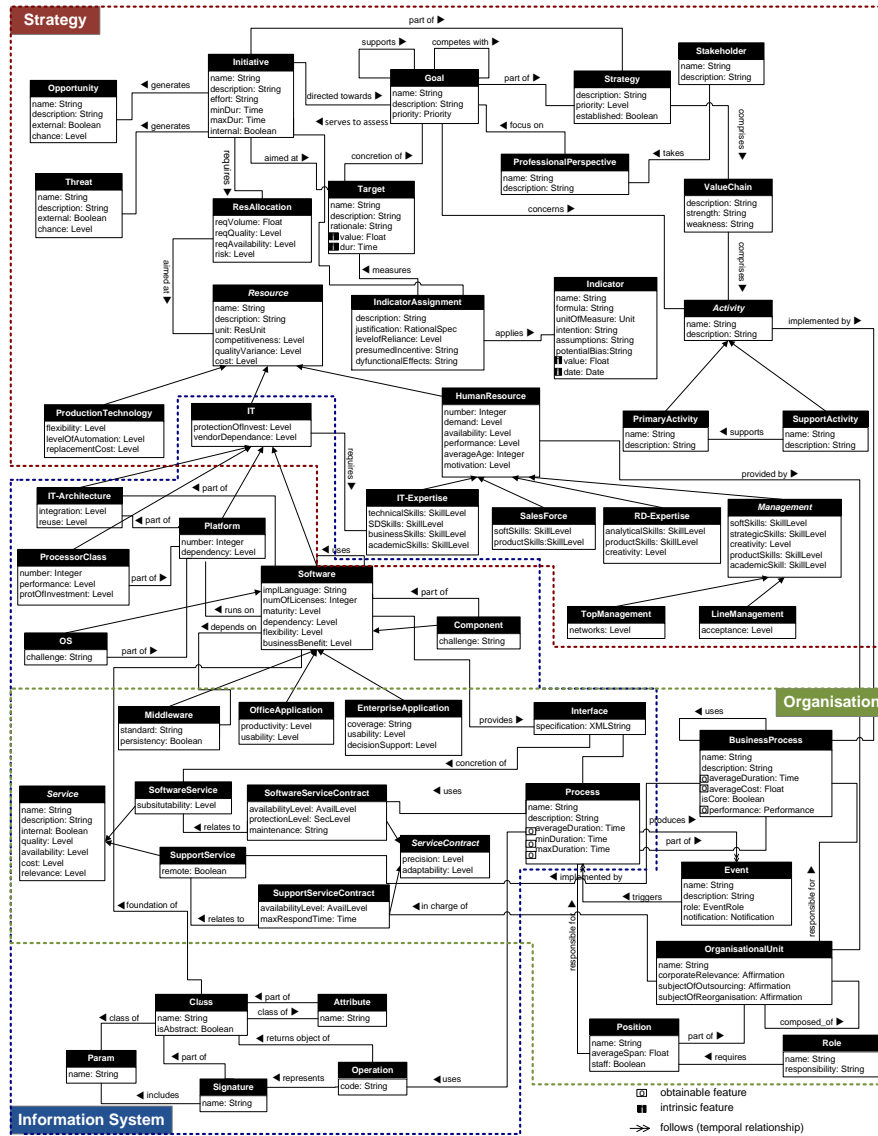 Strategy
part of
Initiative
name: String
description: String
effort: String
minDur: Time
maxDur: Time
internal: Boolean
supports ▶
competes with ▶
Goal
name: String
description: String
priority: Priority
part of ▶
Strategy
description: String
priority: Level
established: Boolean
Stakeholder
name: String
description: String
Opportunity
name: String
description: String
external: Boolean
chance: Level
◀ generates
directed towards ▶
◀ generates
◀ serves to assess
◀ focus on
comprises ▶
requires ▶
aimed at ▶
concretion of ▶
ProfessionalPerspective
name: String
description: String
◀ takes
Threat
name: String
description: String
external: Boolean
chance: Level
Target
name: String
description: String
rationale: String
i value: Float
i dur: Time
ValueChain
description: String
strength: String
weakness: String
ResAllocation
reqVolume: Float
reqQuality: Level
reqAvailability: Level
risk: Level
concerns ▶
aimed at ▶
◀ measures
comprises ▶
Resource
name: String
description: String
unit: ResUnit
competitiveness: Level
qualityVariance: Level
cost: Level
IndicatorAssignment
description: String
justification: RationalSpec
levelofReliance: Level
presumedIncentive: String
dyfunctionalEffects: String
applies ▶
Indicator
name: String
formula: String
unitOfMeasure: Unit
intention: String
assumptions: String
potentialBias:String
i value: Float
i date: Date
Activity
name: String
description: String
implemented by ▶
ProductionTechnology
flexibility: Level
levelOfAutomation: Level
replacementCost: Level
IT
protectionOfInvest: Level
vendorDependance: Level
HumanResource
number: Integer
demand: Level
availability: Level
performance: Level
averageAge: Integer
motivation: Level
PrimaryActivity
name: String
description: String
◀ supports
SupportActivity
name: String
description: String
requires ▶
provided by ▶
IT-Architecture
integration: Level
reuse: Level
◀ part of
◀ part of
Platform
number: Integer
dependency: Level
IT-Expertise
technicalSkills: SkillLevel
SDSkills: SkillLevel
businessSkills: SkillLevel
academicSkills: SkillLevel
SalesForce
softSkills: SkillLevel
productSkills:SkillLevel
RD-Expertise
analyticalSkills: SkillLevel
productSkills: SkillLevel
creativity: Level
Management
softSkills: SkillLevel
strategicSkills: SkillLevel
creativity: Level
productSkills: SkillLevel
academicSkill: SkillLevel
ProcessorClass
number: Integer
performance: Level
protOfInvestment: Level
part of ▶
◀ uses
Software
implLanguage: String
numOfLicenses: Integer
maturity: Level
dependency: Level
flexibility: Level
businessBenefit: Level
◀ part of
◀ runs on
◀ depends on
Component
challenge: String
TopManagement
networks: Level
LineManagement
acceptance: Level
OS
challenge: String
part of ▶
Organisation
Middleware
standard: String
persistency: Boolean
OfficeApplication
productivity: Level
usability: Level
EnterpriseApplication
coverage: String
usability: Level
decisionSupport: Level
provides ▶
Interface
specification: XMLString
◀ uses
BusinessProcess
name: String
description: String
O averageDuration: Time
O averageCost: Float
isCore: Boolean
O performance: Performance
◀ concretion of
Service
name: String
description: String
internal: Boolean
quality: Level
availability: Level
cost: Level
relevance: Level
SoftwareService
subsitutability: Level
◀ relates to
SoftwareServiceContract
availabilityLevel: AvailLevel
protectionLevel: SecLevel
maintenance: String
◀ uses
Process
name: String
description: String
O averageDuration: Time
O minDuration: Time
O maxDuration: Time
produces ▶
part of ▶
ServiceContract
precision: Level
adaptability: Level
SupportService
remote: Boolean
◀ implemented by
Event
name: String
description: String
role: EventRole
notification: Notification
◀ triggers
SupportServiceContract
availabilityLevel: AvailLevel
maxRespondTime: Time
◀ relates to
◀ in charge of
◀ foundation of
responsible for ▶
responsible for ▶
OrganisationalUnit
name: String
corporateRelevance: Affirmation
subjectOfOutsourcing: Affirmation
subjectOfReorganisation: Affirmation
Class
name: String
isAbstract: Boolean
◀ part of
class of ▶
Attribute
name: String
◀ class of
◀ returns object of
Position
name: String
averageSpan: Float
staff: Boolean
part of ▶
composed_of ▶
◀ requires
Role
name: String
responsibility: String
Param
name: String
◀ part of
◀ includes
Signature
name: String
◀ represents
Operation
code: String
◀ uses
Information System
O obtainable feature
i intrinsic feature
follows (temporal relationship)